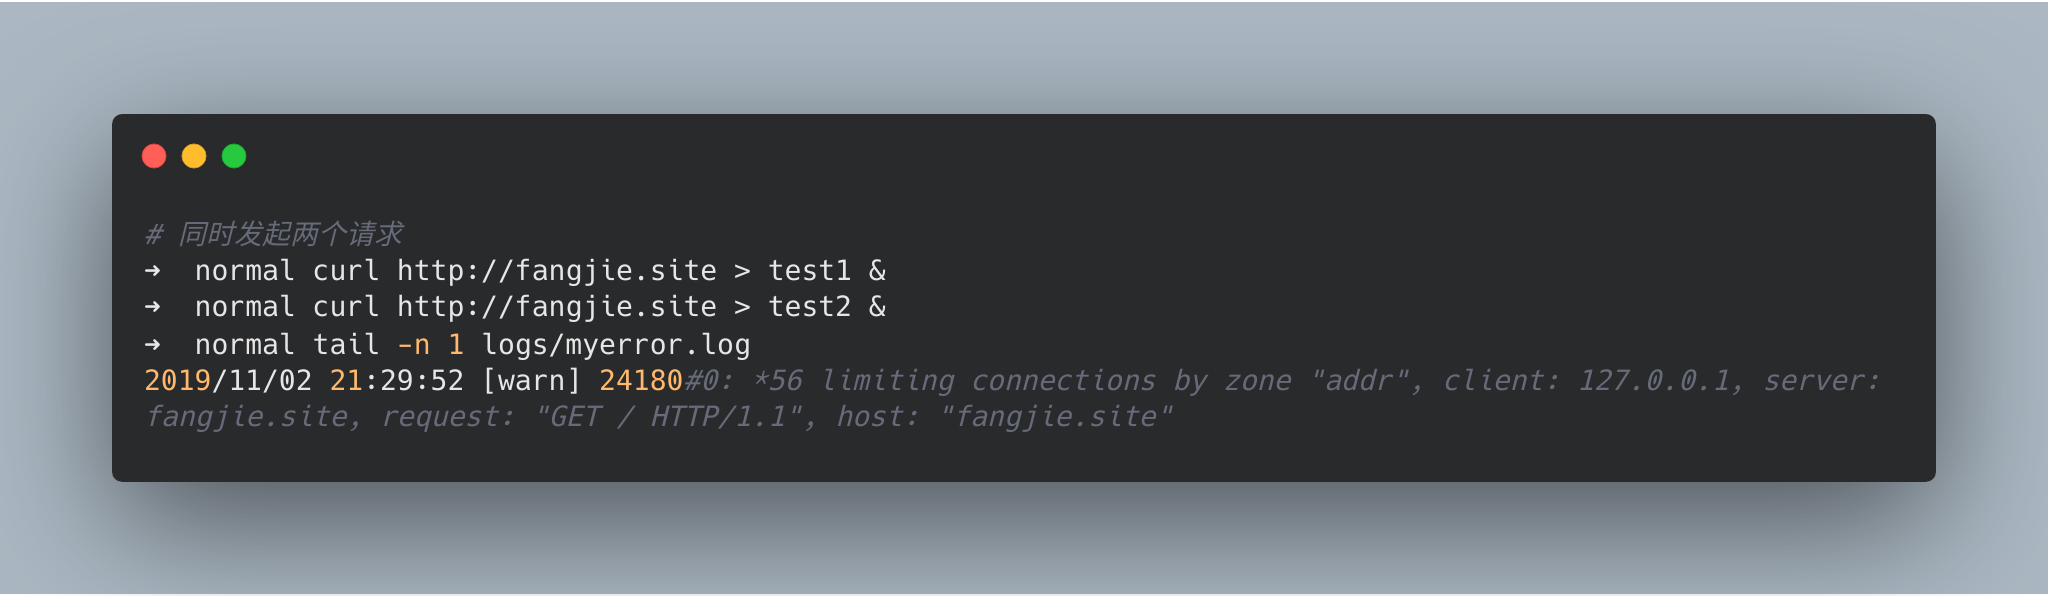 # 同时发起两个请求
➜  normal curl http://fangjie.site > test1 &
➜  normal curl http://fangjie.site > test2 &
➜  normal tail -n 1 logs/myerror.log
2019/11/02 21:29:52 [warn] 24180#0: *56 limiting connections by zone "addr", client: 127.0.0.1, server:
fangjie.site, request: "GET / HTTP/1.1", host: "fangjie.site"